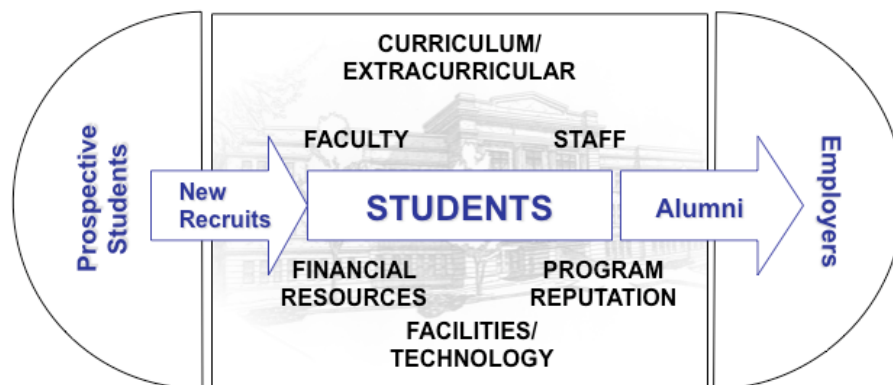 CURRICULUM/
EXTRACURRICULAR
FACULTY
STAFF
Prospective
Students
New
Recruits
STUDENTS
Alumni
Employers
FINANCIAL
RESOURCES
PROGRAM
REPUTATION
FACILITIES/
TECHNOLOGY